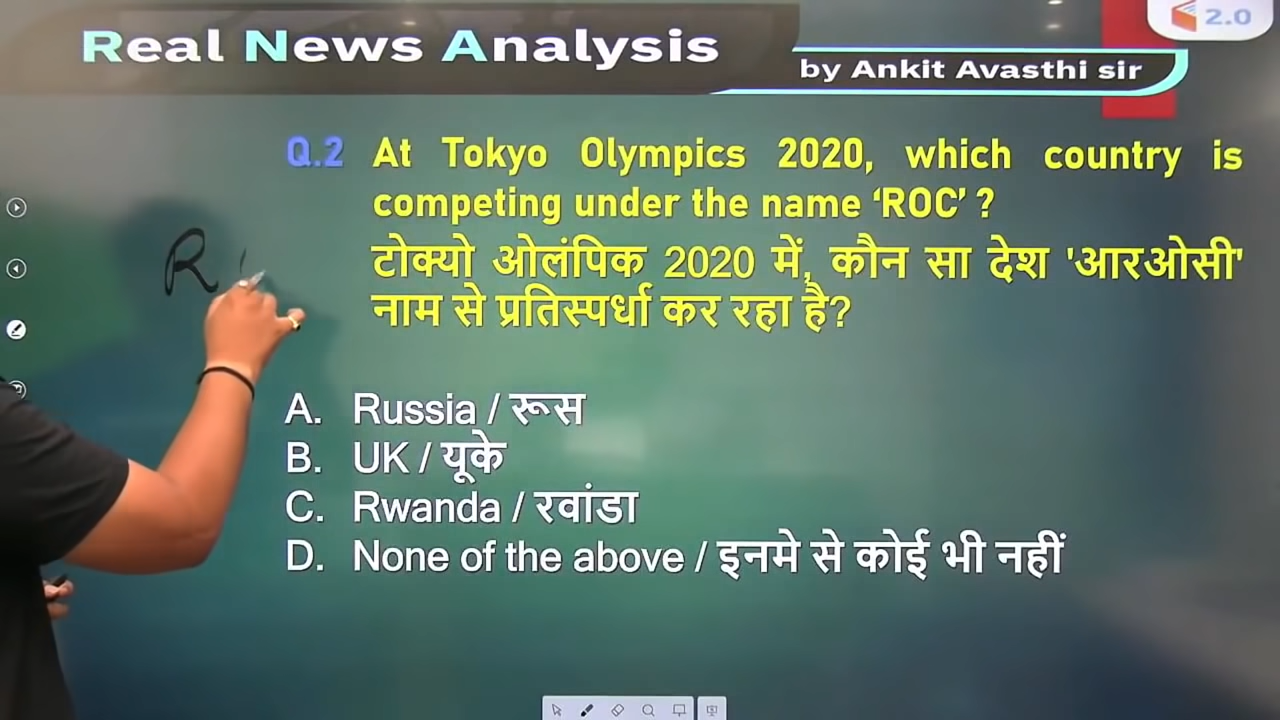 Real News Analysis
by Ankit Avasthi sir
2.0
Q.2 At Tokyo Olympics 2020, which country is
competing under the name ‘ROC’ ?
टोक्यो ओलंपिक 2020 में, कौन सा देश 'आरओसी'
नाम से प्रतिस्पर्धा कर रहा है?
R
A. Russia / रूस
B. UK / यूके
C. Rwanda / रवांडा
D. None of the above / इनमे से कोई भी नहीं